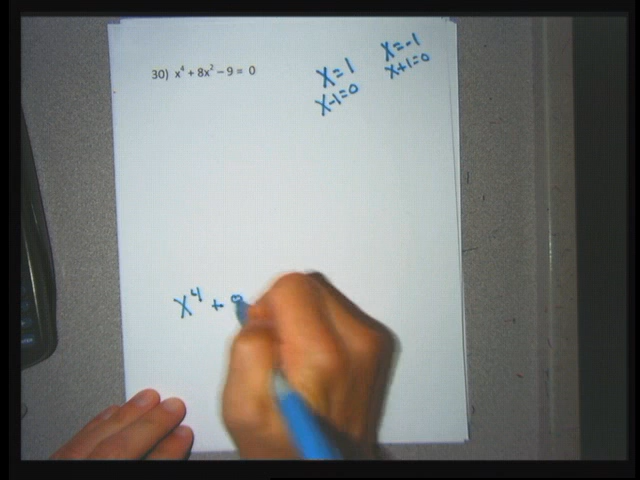 30) x⁴ + 8x² − 9 = 0
x=1
x-1=0
x=-1
x+1=0
x⁴ +